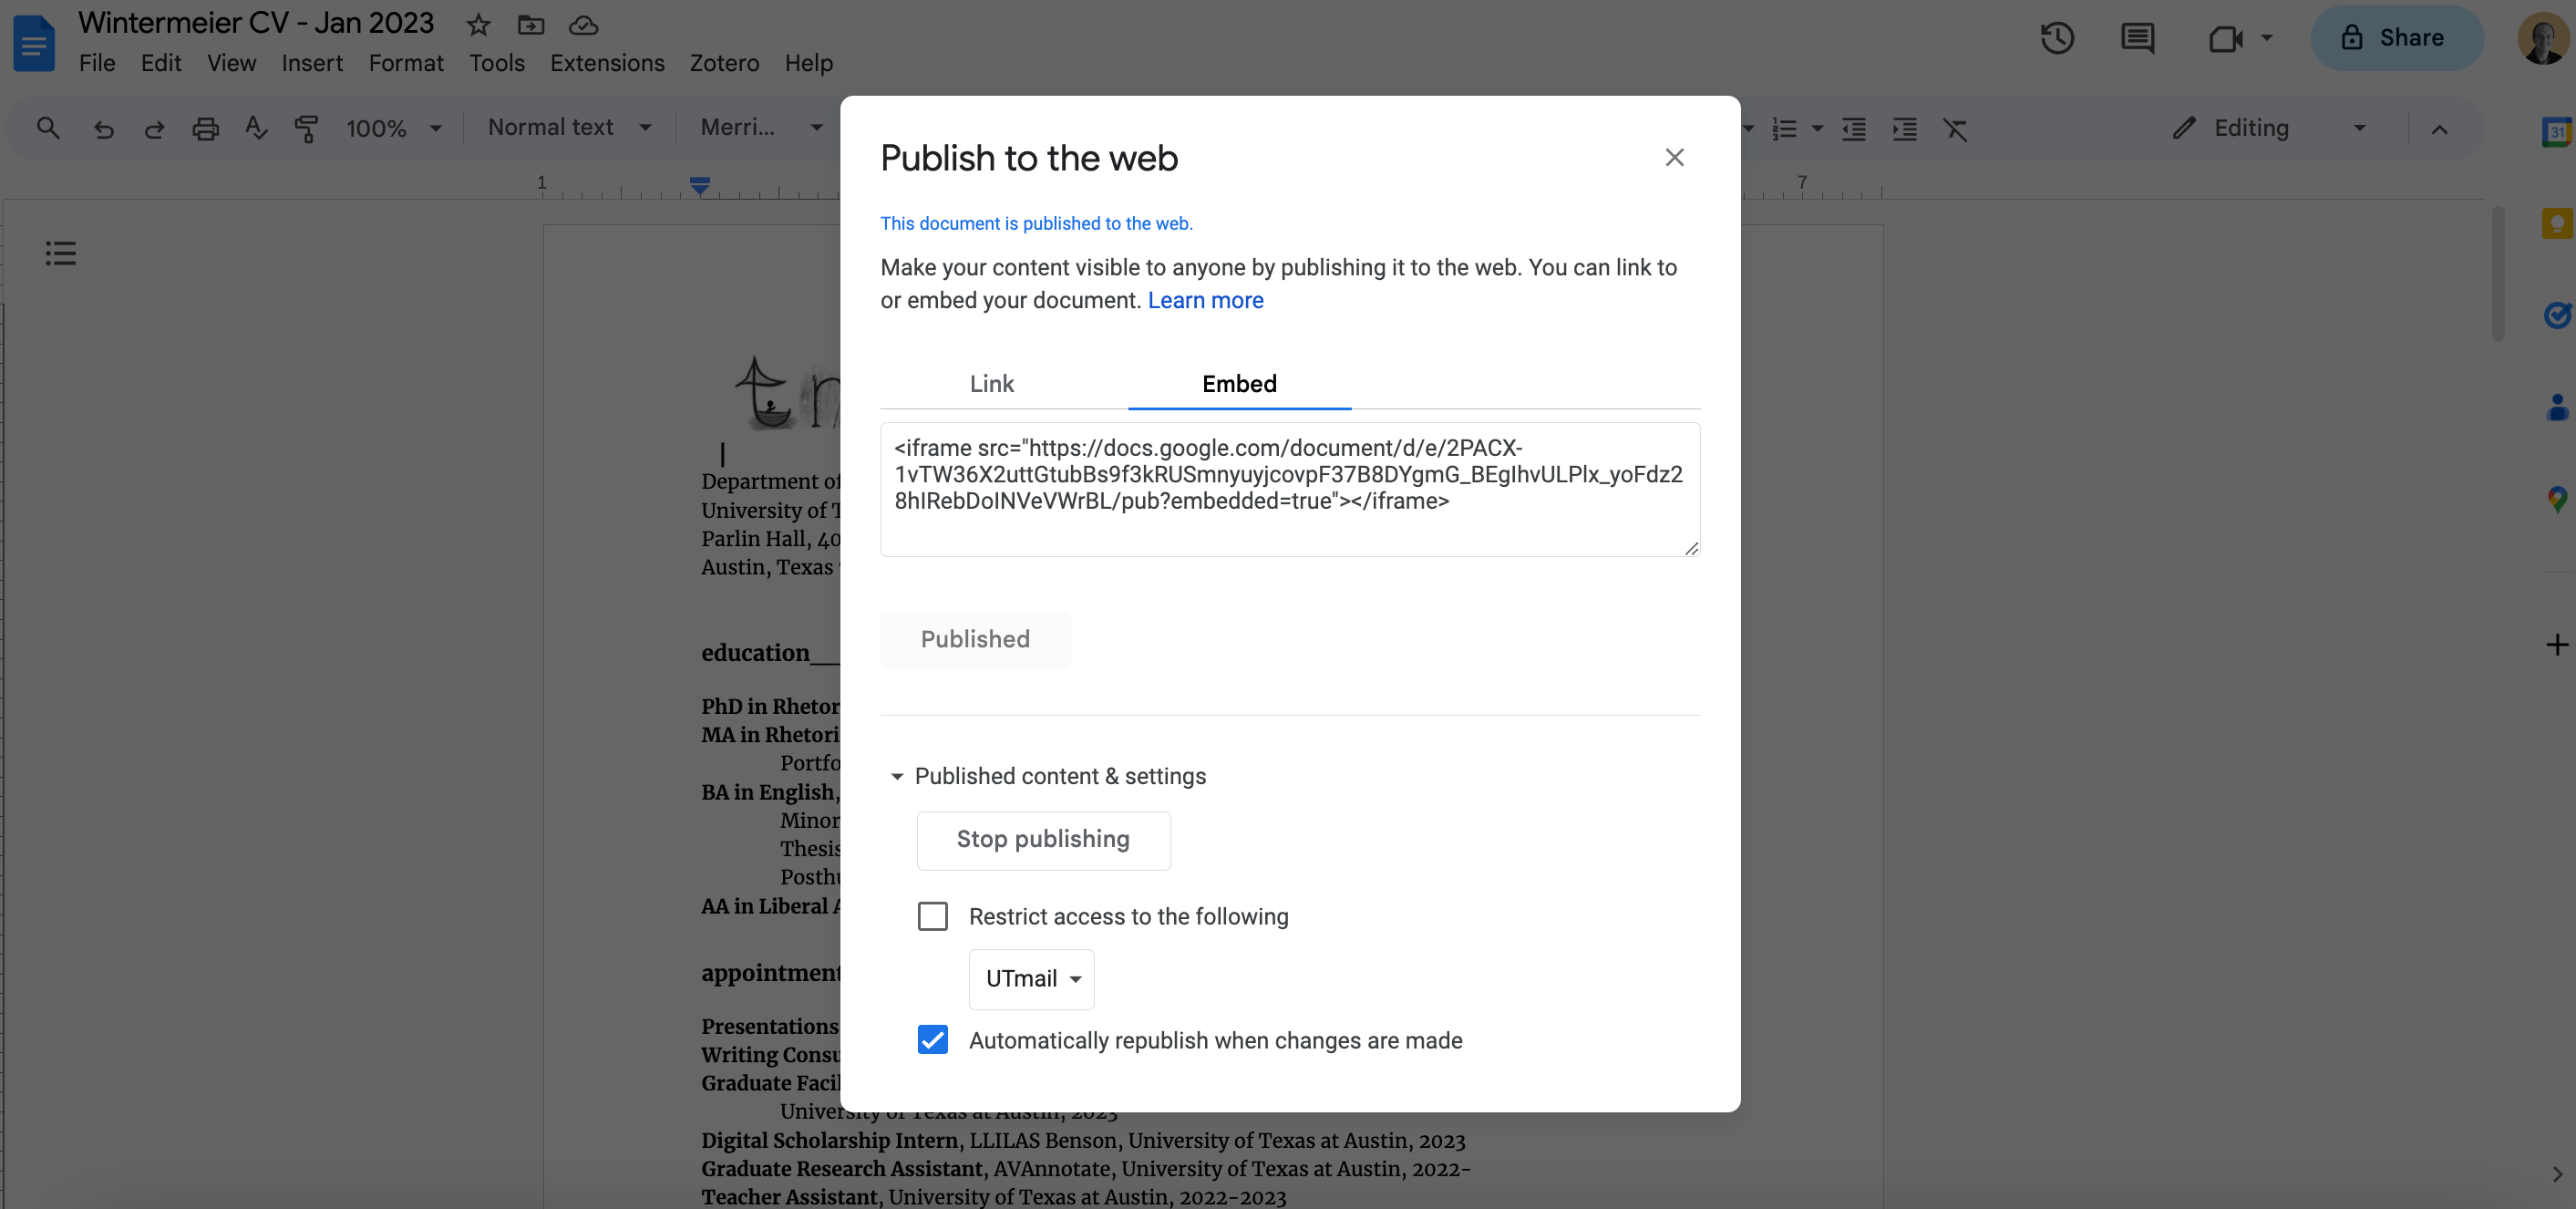 Wintermeier CV - Jan 2023
File Edit View Insert Format Tools Extensions Zotero Help
Share
100% Normal text Merri... Editing
1 7
31
Publish to the web
This document is published to the web.
Make your content visible to anyone by publishing it to the web. You can link to
or embed your document. Learn more
Link Embed
<iframe src="https://docs.google.com/document/d/e/2PACX-
1vTW36X2uttGtubBs9f3kRUSmnyuyjcovpF37B8DYgmG_BEgIhvULPlx_yoFdz2
8hIRebDoINVeVWrBL/pub?embedded=true"></iframe>
Published
Published content & settings
Stop publishing
Restrict access to the following
UTmail
Automatically republish when changes are made
Department of
University of T
Parlin Hall, 40
Austin, Texas
education__
PhD in Rhetor
MA in Rhetori
Portfo
BA in English,
Minor
Thesis
Posthu
AA in Liberal A
appointment
Presentations
Writing Consu
Graduate Facil
University of Texas at Austin, 2023
Digital Scholarship Intern, LLILAS Benson, University of Texas at Austin, 2023
Graduate Research Assistant, AVAnnotate, University of Texas at Austin, 2022-
Teacher Assistant, University of Texas at Austin, 2022-2023